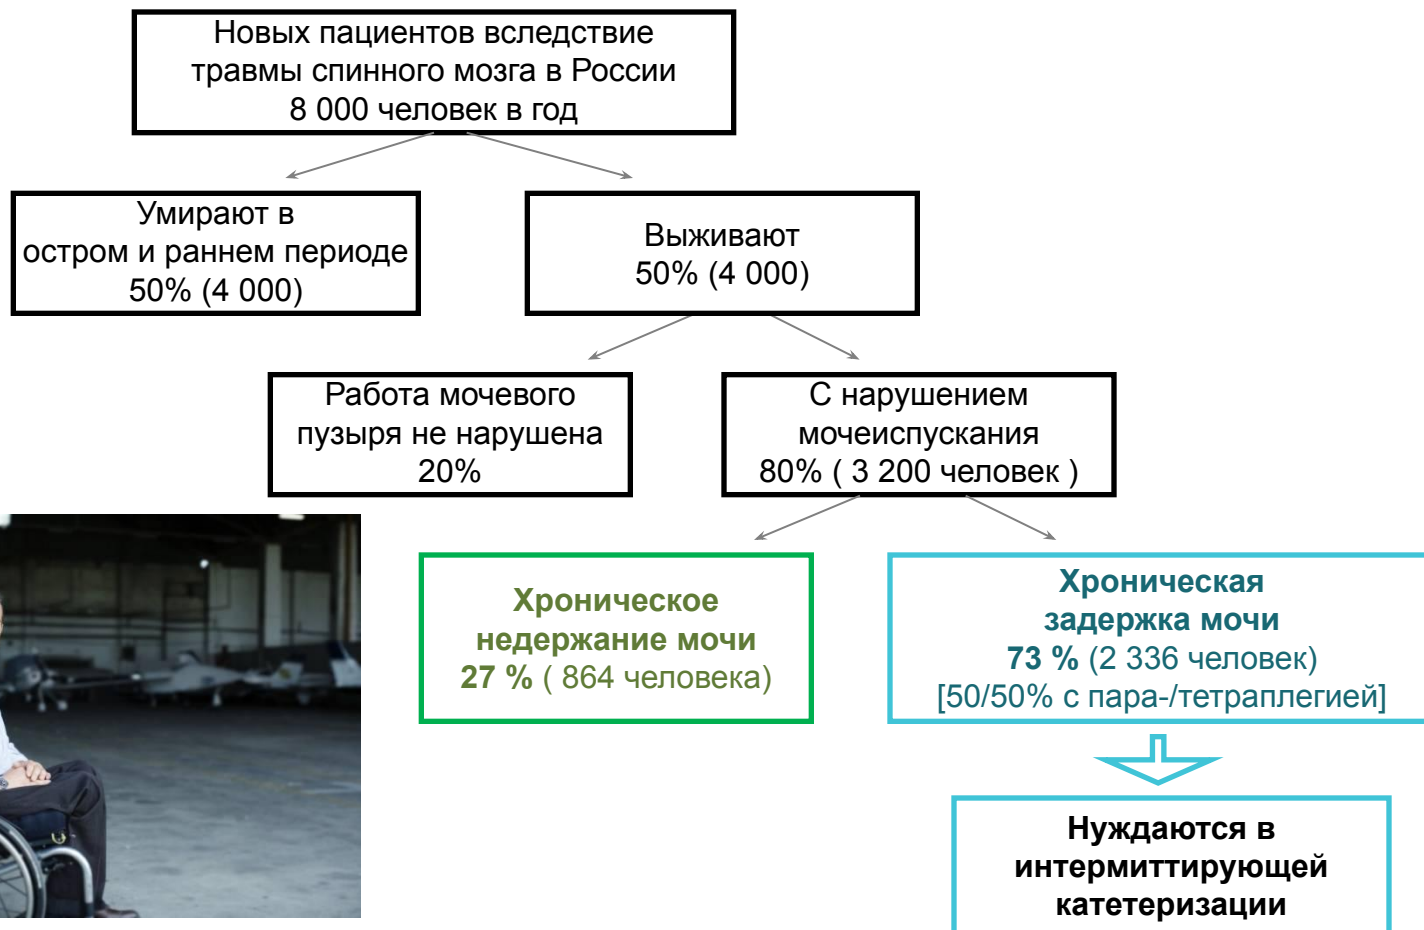 Новых пациентов вследствие
травмы спинного мозга в России
8 000 человек в год
Умирают в
остром и раннем периоде
50% (4 000)
Выживают
50% (4 000)
Работа мочевого
пузыря не нарушена
20%
С нарушением
мочеиспускания
80% ( 3 200 человек )
Хроническое
недержание мочи
27 % ( 864 человека)
Хроническая
задержка мочи
73 % (2 336 человек)
[50/50% с пара-/тетраплегией]
Нуждаются в
интермиттирующей
катетеризации